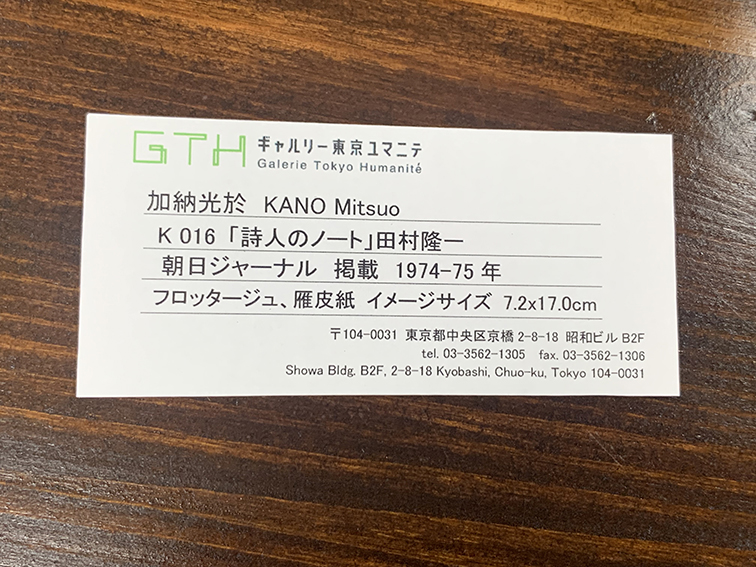 GTH ギャルリー東京ユマニテ
Galerie Tokyo Humanité
加納光於 KANO Mitsuo
K 016 「詩人のノート」田村隆一
朝日ジャーナル 掲載 1974-75 年
フロッタージュ、雁皮紙 イメージサイズ 7.2x17.0cm
〒104-0031 東京都中央区京橋 2-8-18 昭和ビル B2F
tel. 03-3562-1305 fax. 03-3562-1306
Showa Bldg. B2F, 2-8-18 Kyobashi, Chuo-ku, Tokyo 104-0031